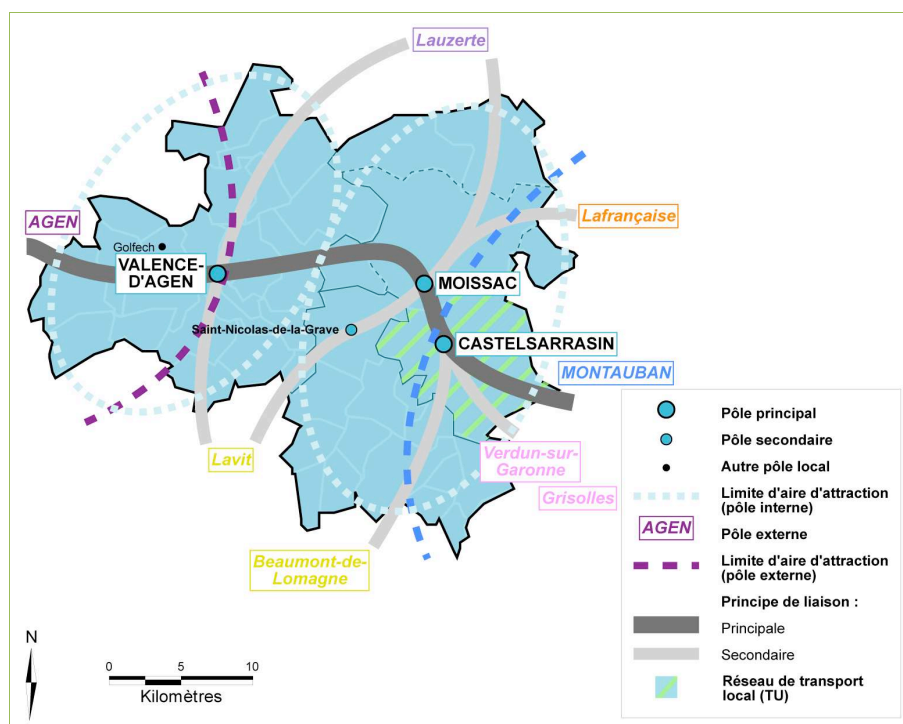 Lauzerte
AGEN
Golfech
VALENCE-
D'AGEN
Lafrançaise
MOISSAC
Saint-Nicolas-de-la-Grave
CASTELSARRASIN
MONTAUBAN
Lavit
Verdun-sur-
Garonne
Grisolles
Beaumont-de-
Lomagne
N
0 5 10
Kilomètres
Pôle principal
Pôle secondaire
Autre pôle local
Limite d'aire d'attraction
(pôle interne)
AGEN Pôle externe
Limite d'aire d'attraction
(pôle externe)
Principe de liaison :
Principale
Secondaire
Réseau de transport
local (TU)